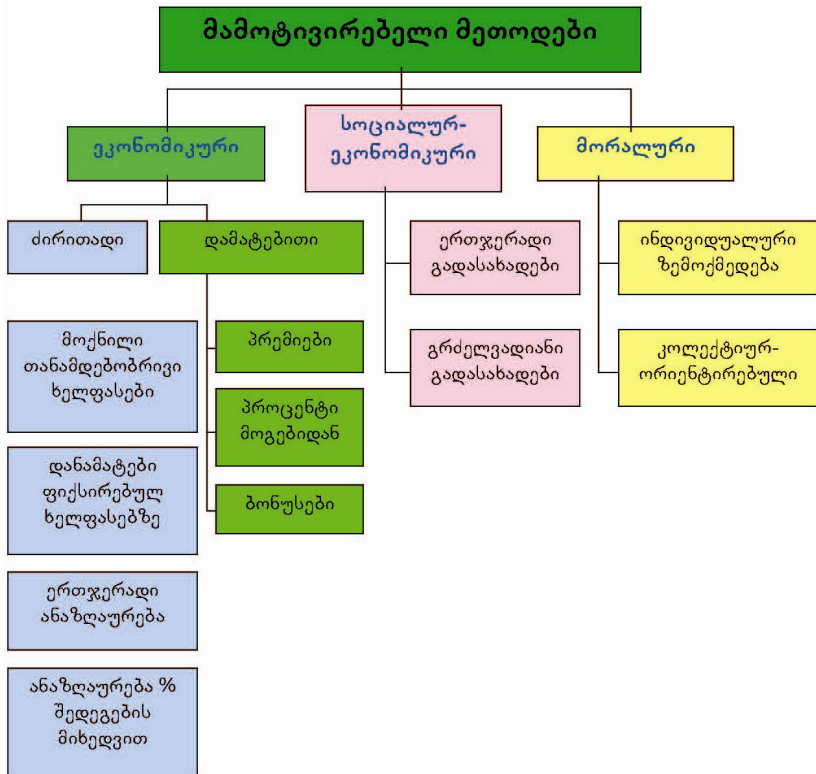 მამოტივირებელი მეთოდები
ეკონომიკური
სოციალურ-
ეკონომიკური
მორალური
ძირითადი
დამატებითი
ერთჯერადი
გადასახადები
ინდივიდუალური
ზემოქმედება
მოქნილი
თანამდებობრივი
ხელფასები
პრემიები
გრძელვადიანი
გადასახადები
კოლექტიურ-
ორიენტირებული
პროცენტი
მოგებიდან
დანამატები
ფიქსირებულ
ხელფასებზე
ბონუსები
ერთჯერადი
ანაზღაურება
ანაზღაურება %
შედეგების
მიხედვით